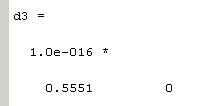 d3 =
1.0e-016 *
0.5551 0